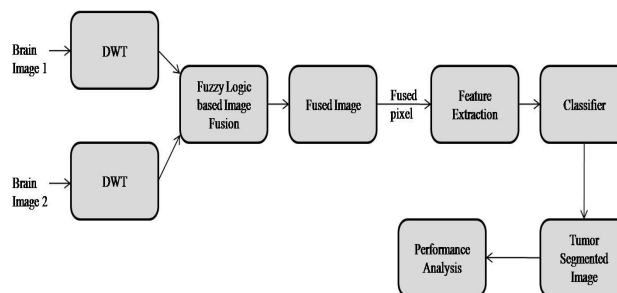 Brain
Image 1
DWT
Fuzzy Logic
based Image
Fusion
Fused Image
Fused
pixel
Feature
Extraction
Classifier
Brain
Image 2
DWT
Performance
Analysis
Tumor
Segmented
Image